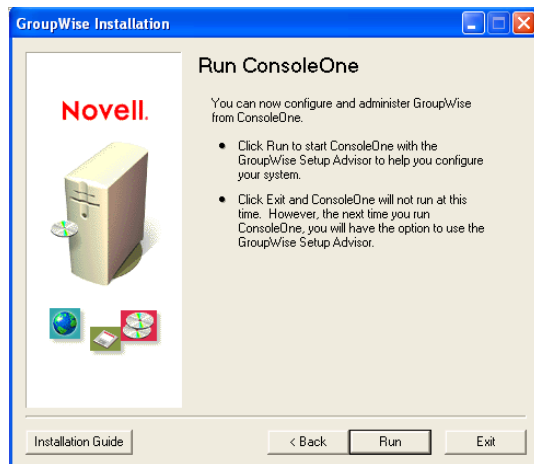 GroupWise Installation
Novell.
Run ConsoleOne
You can now configure and administer GroupWise
from ConsoleOne.
• Click Run to start ConsoleOne with the
GroupWise Setup Advisor to help you configure
your system.
• Click Exit and ConsoleOne will not run at this
time. However, the next time you run
ConsoleOne, you will have the option to use the
GroupWise Setup Advisor.
Installation Guide
< Back
Run
Exit